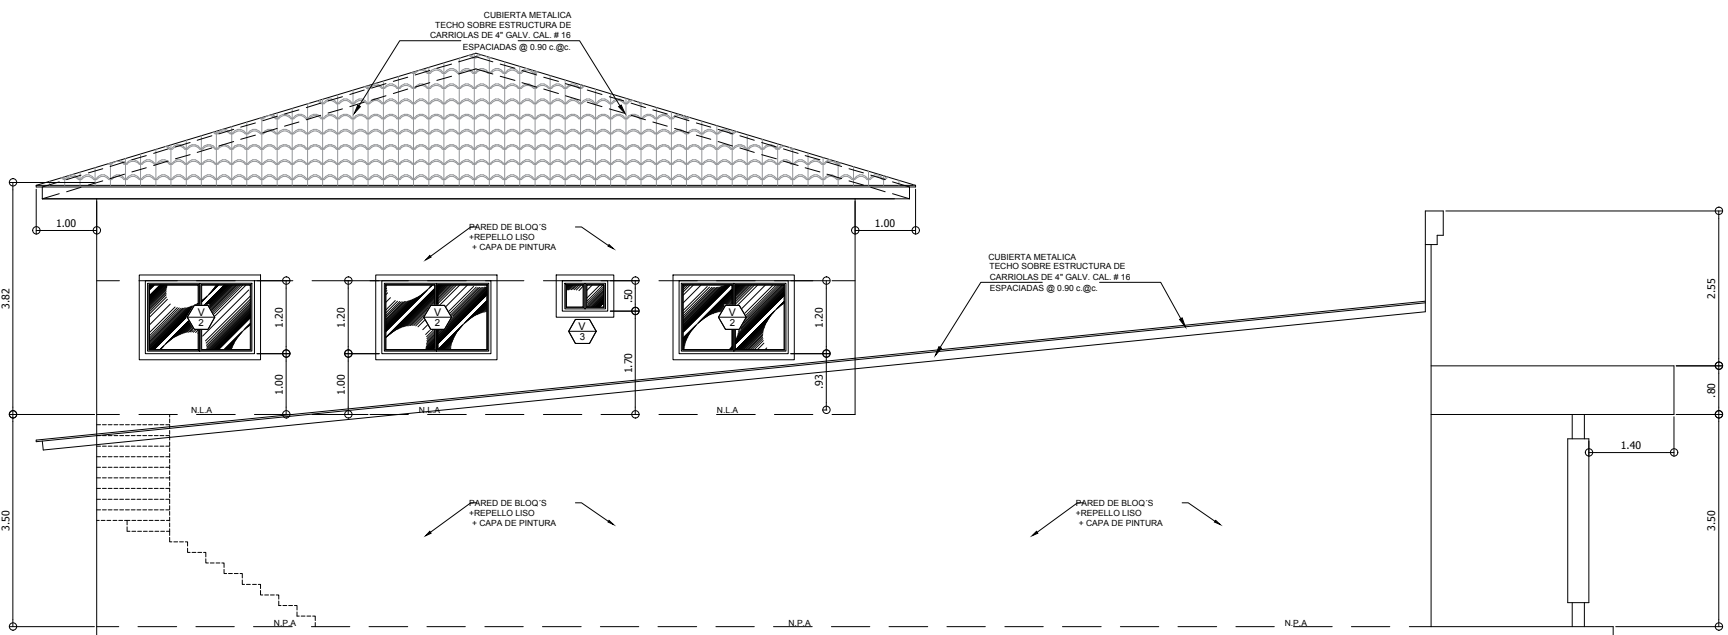 CUBIERTA METALICA
TECHO SOBRE ESTRUCTURA DE
CARRIOLAS DE 4" GALV. CAL. # 16
ESPACIADAS @ 0.90 c.@c.
1.00
1.00
PARED DE BLOQ´S
+REPELLO LISO
+ CAPA DE PINTURA
CUBIERTA METALICA
TECHO SOBRE ESTRUCTURA DE
CARRIOLAS DE 4" GALV. CAL. # 16
ESPACIADAS @ 0.90 c.@c.
3.82
V
2
1.20
1.20
V
2
.50
V
3
V
2
1.20
2.55
1.00
1.00
1.70
.93
.80
N.L.A
N.L.A
N.L.A
1.40
3.50
PARED DE BLOQ´S
+REPELLO LISO
+ CAPA DE PINTURA
PARED DE BLOQ´S
+REPELLO LISO
+ CAPA DE PINTURA
3.50
N.P.A
N.P.A
N.P.A